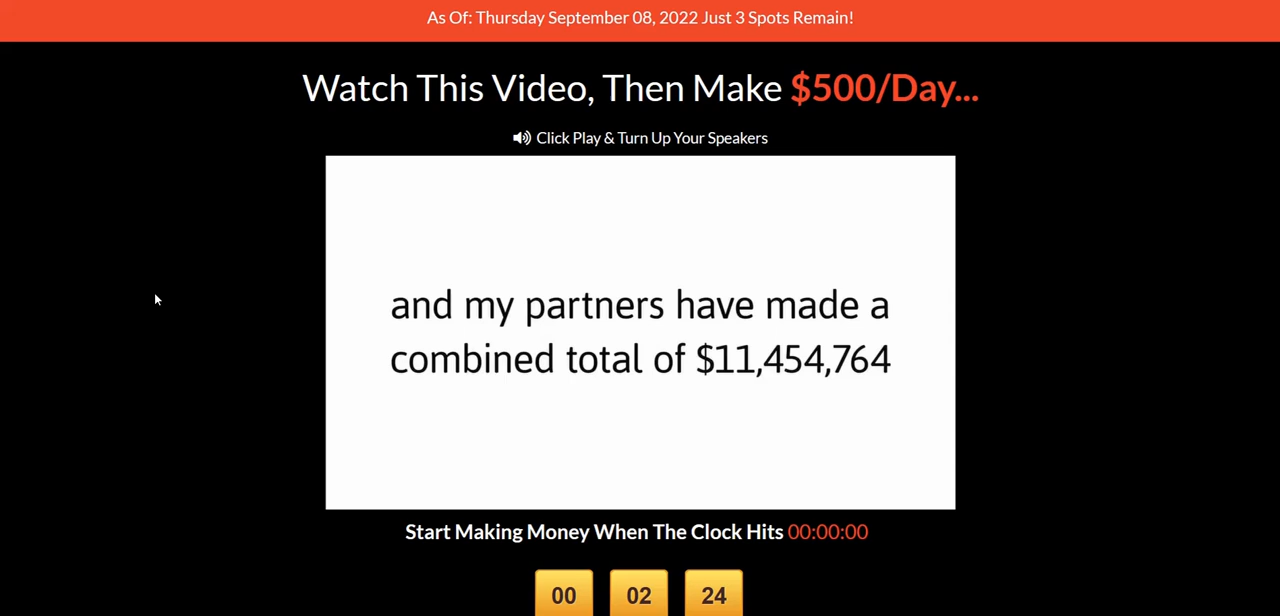 As Of: Thursday September 08, 2022 Just 3 Spots Remain!
Watch This Video, Then Make $500/Day...
Click Play & Turn Up Your Speakers
and my partners have made a
combined total of $11,454,764
Start Making Money When The Clock Hits 00:00:00
00 02 24